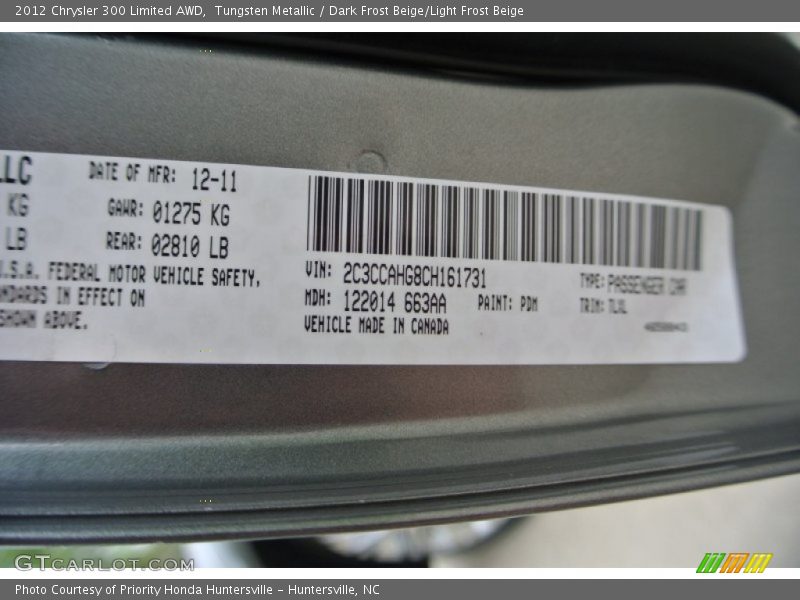 2012 Chrysler 300 Limited AWD, Tungsten Metallic / Dark Frost Beige/Light Frost Beige
LLC DATE OF MFR: 12-11
KG GAWR: 01275 KG
LB REAR: 02810 LB
U.S.A. FEDERAL MOTOR VEHICLE SAFETY.
NDARDS IN EFFECT ON
SHOWN ABOVE.
VIN: 2C3CCAHG8CH161731 TYPE: PASSENGER CAR
MDH: 122014 663AA PAINT: PDM TRIM: TLXL
VEHICLE MADE IN CANADA
GTCARLOT.COM
Photo Courtesy of Priority Honda Huntersville - Huntersville, NC